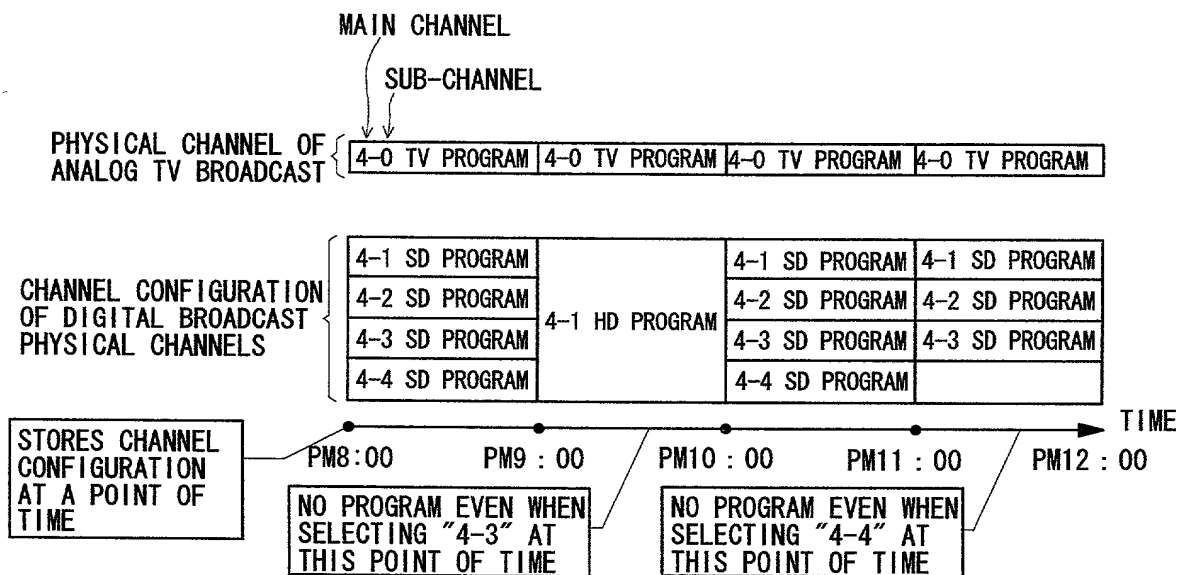 MAIN CHANNEL
SUB-CHANNEL
PHYSICAL CHANNEL OF
ANALOG TV BROADCAST
4-0 TV PROGRAM 4-0 TV PROGRAM 4-0 TV PROGRAM 4-0 TV PROGRAM
CHANNEL CONFIGURATION
OF DIGITAL BROADCAST
PHYSICAL CHANNELS
4-1 SD PROGRAM
4-2 SD PROGRAM
4-3 SD PROGRAM
4-4 SD PROGRAM
4-1 HD PROGRAM
4-1 SD PROGRAM
4-2 SD PROGRAM
4-3 SD PROGRAM
4-4 SD PROGRAM
4-1 SD PROGRAM
4-2 SD PROGRAM
4-3 SD PROGRAM
TIME
PM8:00 PM9 : 00 PM10 : 00 PM11 : 00 PM12 : 00
STORES CHANNEL
CONFIGURATION
AT A POINT OF
TIME
NO PROGRAM EVEN WHEN
SELECTING "4-3" AT
THIS POINT OF TIME
NO PROGRAM EVEN WHEN
SELECTING "4-4" AT
THIS POINT OF TIME